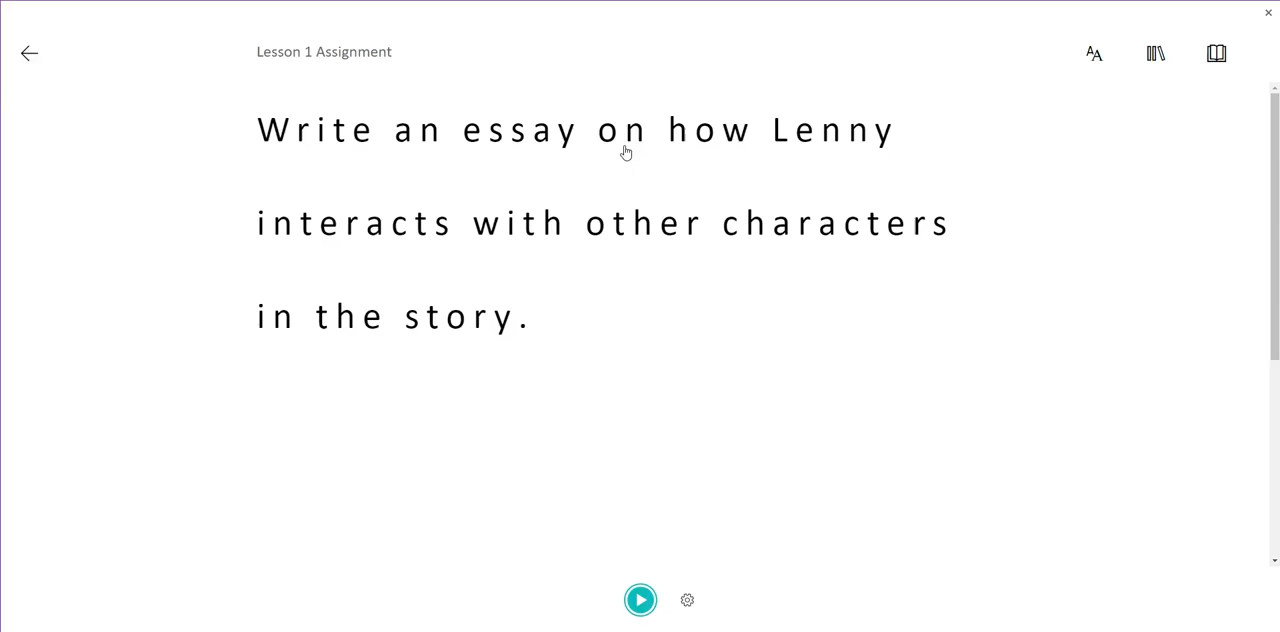 Lesson 1 Assignment
Write an essay on how Lenny
interacts with other characters
in the story.